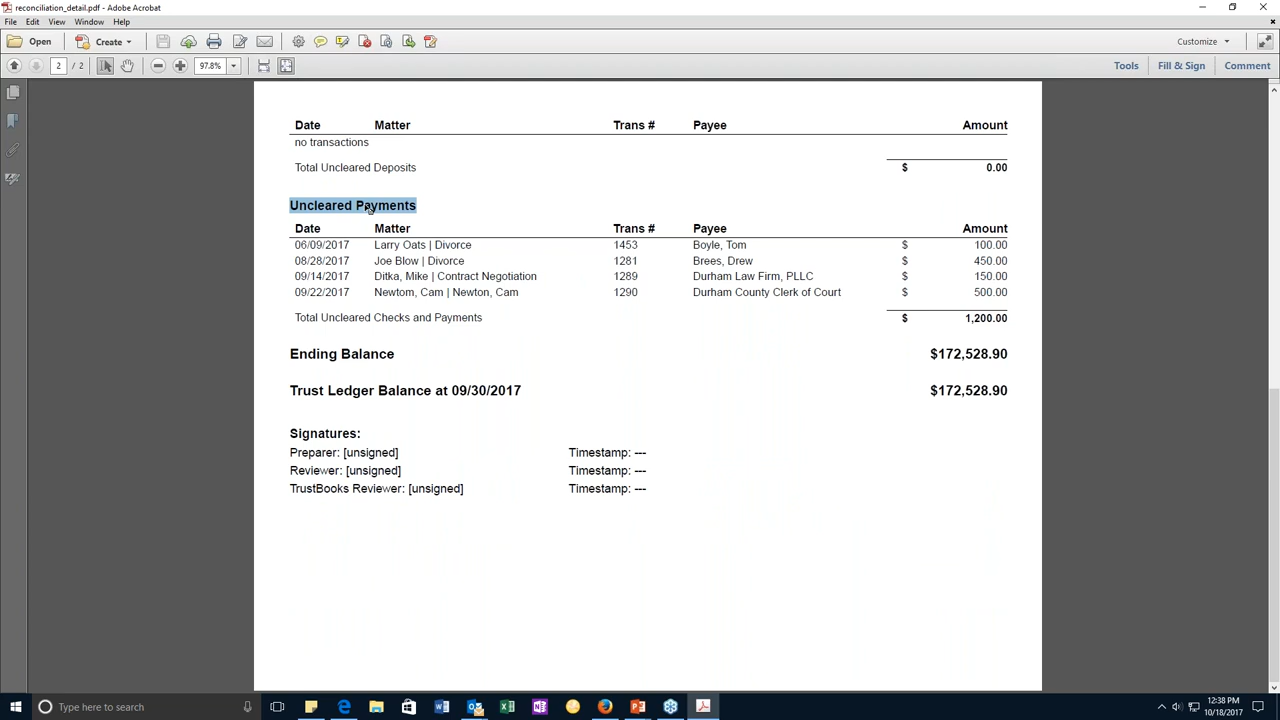 reconciliation_detail.pdf - Adobe Acrobat
File Edit View Window Help
Open Create Customize
2 / 2 97.8% Tools Fill & Sign Comment
Date Matter Trans # Payee Amount
no transactions
Total Uncleared Deposits $ 0.00
Uncleared Payments
Date Matter Trans # Payee Amount
06/09/2017 Larry Oats | Divorce 1453 Boyle, Tom $ 100.00
08/28/2017 Joe Blow | Divorce 1281 Brees, Drew $ 450.00
09/14/2017 Ditka, Mike | Contract Negotiation 1289 Durham Law Firm, PLLC $ 150.00
09/22/2017 Newtom, Cam | Newton, Cam 1290 Durham County Clerk of Court $ 500.00
Total Uncleared Checks and Payments $ 1,200.00
Ending Balance $172,528.90
Trust Ledger Balance at 09/30/2017 $172,528.90
Signatures:
Preparer: [unsigned] Timestamp: ---
Reviewer: [unsigned] Timestamp: ---
TrustBooks Reviewer: [unsigned] Timestamp: ---
Type here to search
12:38 PM
10/18/2017